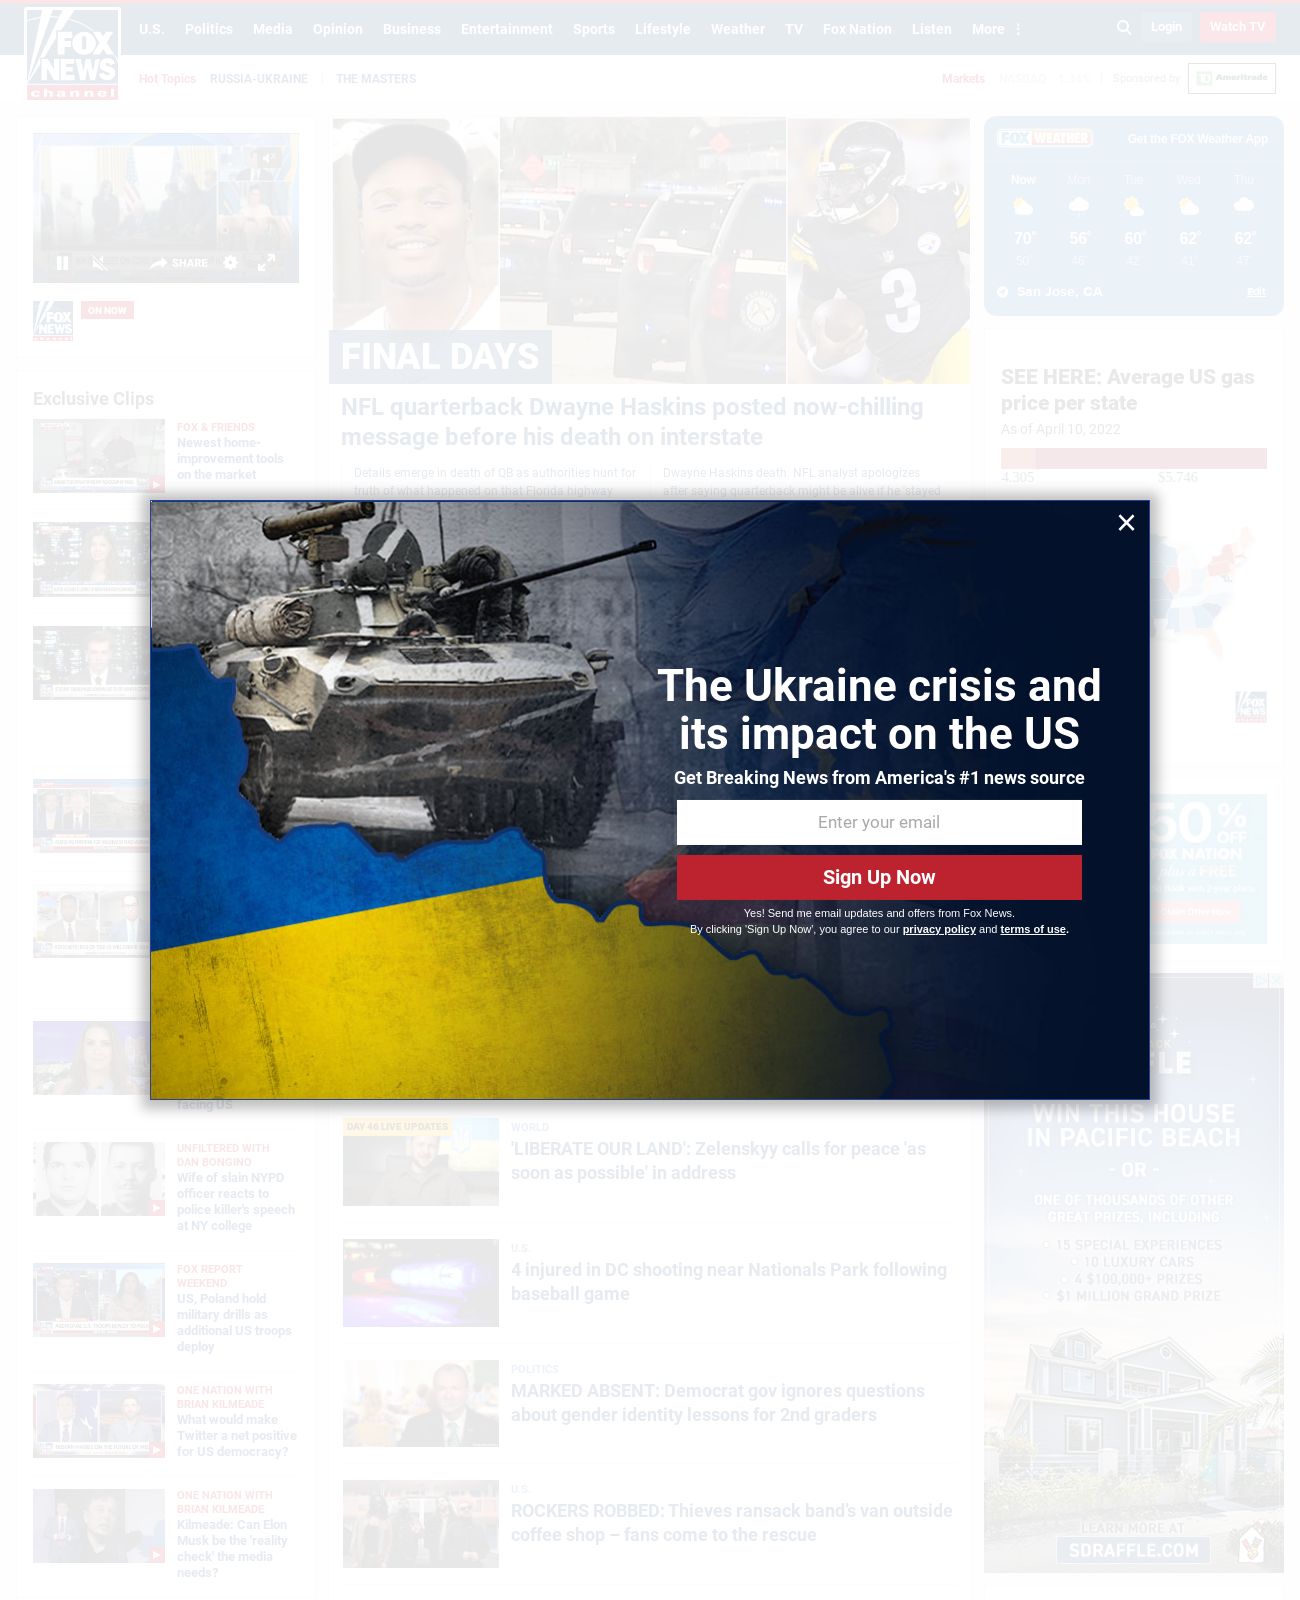 FOX
NEWS
channel
U.S. Politics Media Opinion Business Entertainment Sports Lifestyle Weather TV Fox Nation Listen More
Login
Watch TV
Hot Topics RUSSIA-UKRAINE THE MASTERS
Markets NASDAQ
Sponsored by
Ameritrade
SHARE
FOX
NEWS
ON NOW
FINAL DAYS
NFL quarterback Dwayne Haskins posted now-chilling
message before his death on interstate
Details emerge in death of QB as authorities hunt for
truth of what happened on that Florida highway
Dwayne Haskins death: NFL analyst apologizes
after saying quarterback might be alive if he 'stayed
FOX WEATHER
Get the FOX Weather App
Now Mon Tue Wed Thu
70° 56° 60° 62° 62°
50° 46° 42° 41° 47°
San Jose, CA
Edit
SEE HERE: Average US gas
price per state
As of April 10, 2022
4.305 $5.746
Exclusive Clips
FOX & FRIENDS
Newest home-
improvement tools
on the market
The Ukraine crisis and
its impact on the US
Get Breaking News from America's #1 news source
Enter your email
Sign Up Now
Yes! Send me email updates and offers from Fox News.
By clicking 'Sign Up Now', you agree to our privacy policy and terms of use.
50%
OFF
FOX NATION
plus a FREE
facing US
UNFILTERED WITH
DAN BONGINO
Wife of slain NYPD
officer reacts to
police killer's speech
at NY college
FOX REPORT
WEEKEND
US, Poland hold
military drills as
additional US troops
deploy
ONE NATION WITH
BRIAN KILMEADE
What would make
Twitter a net positive
for US democracy?
ONE NATION WITH
BRIAN KILMEADE
Kilmeade: Can Elon
Musk be the 'reality
check' the media
needs?
DAY 46 LIVE UPDATES
WORLD
'LIBERATE OUR LAND': Zelenskyy calls for peace 'as
soon as possible' in address
U.S.
4 injured in DC shooting near Nationals Park following
baseball game
POLITICS
MARKED ABSENT: Democrat gov ignores questions
about gender identity lessons for 2nd graders
U.S.
ROCKERS ROBBED: Thieves ransack band's van outside
coffee shop – fans come to the rescue
WIN THIS HOUSE
IN PACIFIC BEACH
- OR -
ONE OF THOUSANDS OF OTHER
GREAT PRIZES, INCLUDING
15 SPECIAL EXPERIENCES
10 LUXURY CARS
4 $100,000+ PRIZES
$1 MILLION GRAND PRIZE
LEARN MORE AT
SDRAFFLE.COM